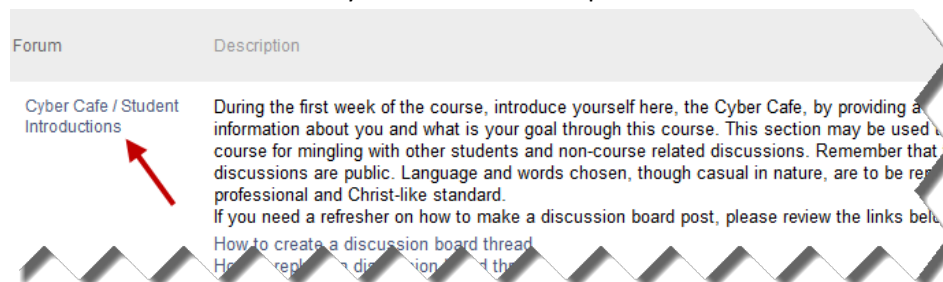 Forum
Description
Cyber Cafe / Student
Introductions
During the first week of the course, introduce yourself here, the Cyber Cafe, by providing a
information about you and what is your goal through this course. This section may be used
course for mingling with other students and non-course related discussions. Remember that
discussions are public. Language and words chosen, though casual in nature, are to be
professional and Christ-like standard.
If you need a refresher on how to make a discussion board post, please review the links
How to create a discussion board thread